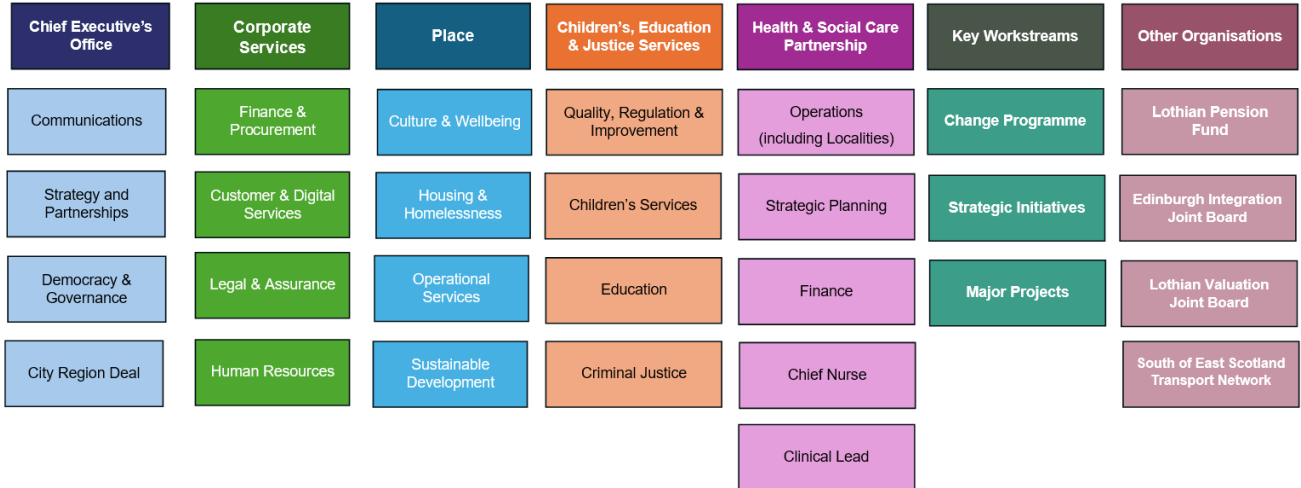 Chief Executive’s
Office
Corporate
Services
Place
Children’s, Education
& Justice Services
Health & Social Care
Partnership
Key Workstreams
Other Organisations
Communications
Finance &
Procurement
Culture & Wellbeing
Quality, Regulation &
Improvement
Operations
(including Localities)
Change Programme
Lothian Pension
Fund
Strategy and
Partnerships
Customer & Digital
Services
Housing &
Homelessness
Children’s Services
Strategic Planning
Strategic Initiatives
Edinburgh Integration
Joint Board
Democracy &
Governance
Legal & Assurance
Operational
Services
Education
Finance
Major Projects
Lothian Valuation
Joint Board
City Region Deal
Human Resources
Sustainable
Development
Criminal Justice
Chief Nurse
South of East Scotland
Transport Network
Clinical Lead